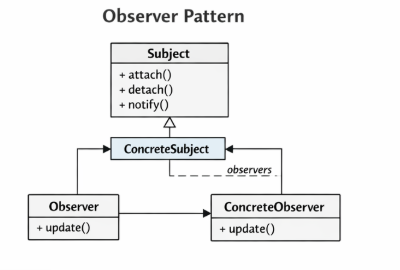 Observer Pattern
Subject
+ attach()
+ detach()
+ notify()
ConcreteSubject
observers
Observer
+ update()
ConcreteObserver
+ update()